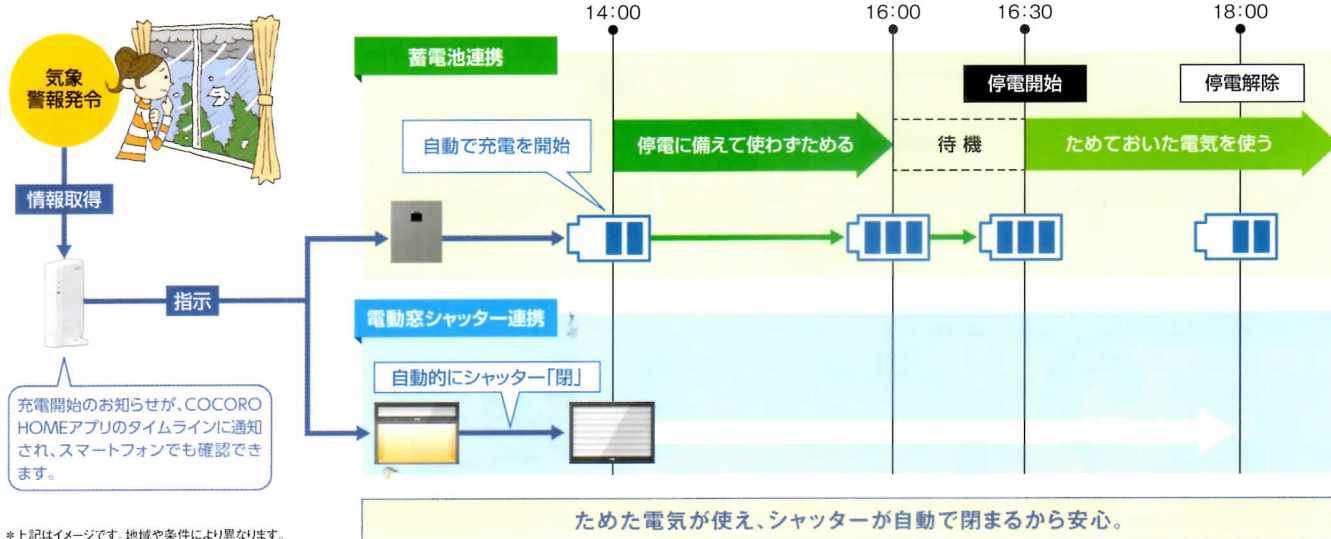 14:00
16:00
16:30
18:00
気象
警報発令
蓄電池連携
停電開始
停電解除
自動で充電を開始
停電に備えて使わずためる
待機
ためておいた電気を使う
情報取得
指示
電動窓シャッター連携
自動的にシャッター「閉」
充電開始のお知らせが、COCORO
HOMEアプリのタイムラインに通知
され、スマートフォンでも確認でき
ます。
ためた電気が使え、シャッターが自動で閉まるから安心。
*上記はイメージです。地域や条件により異なります。